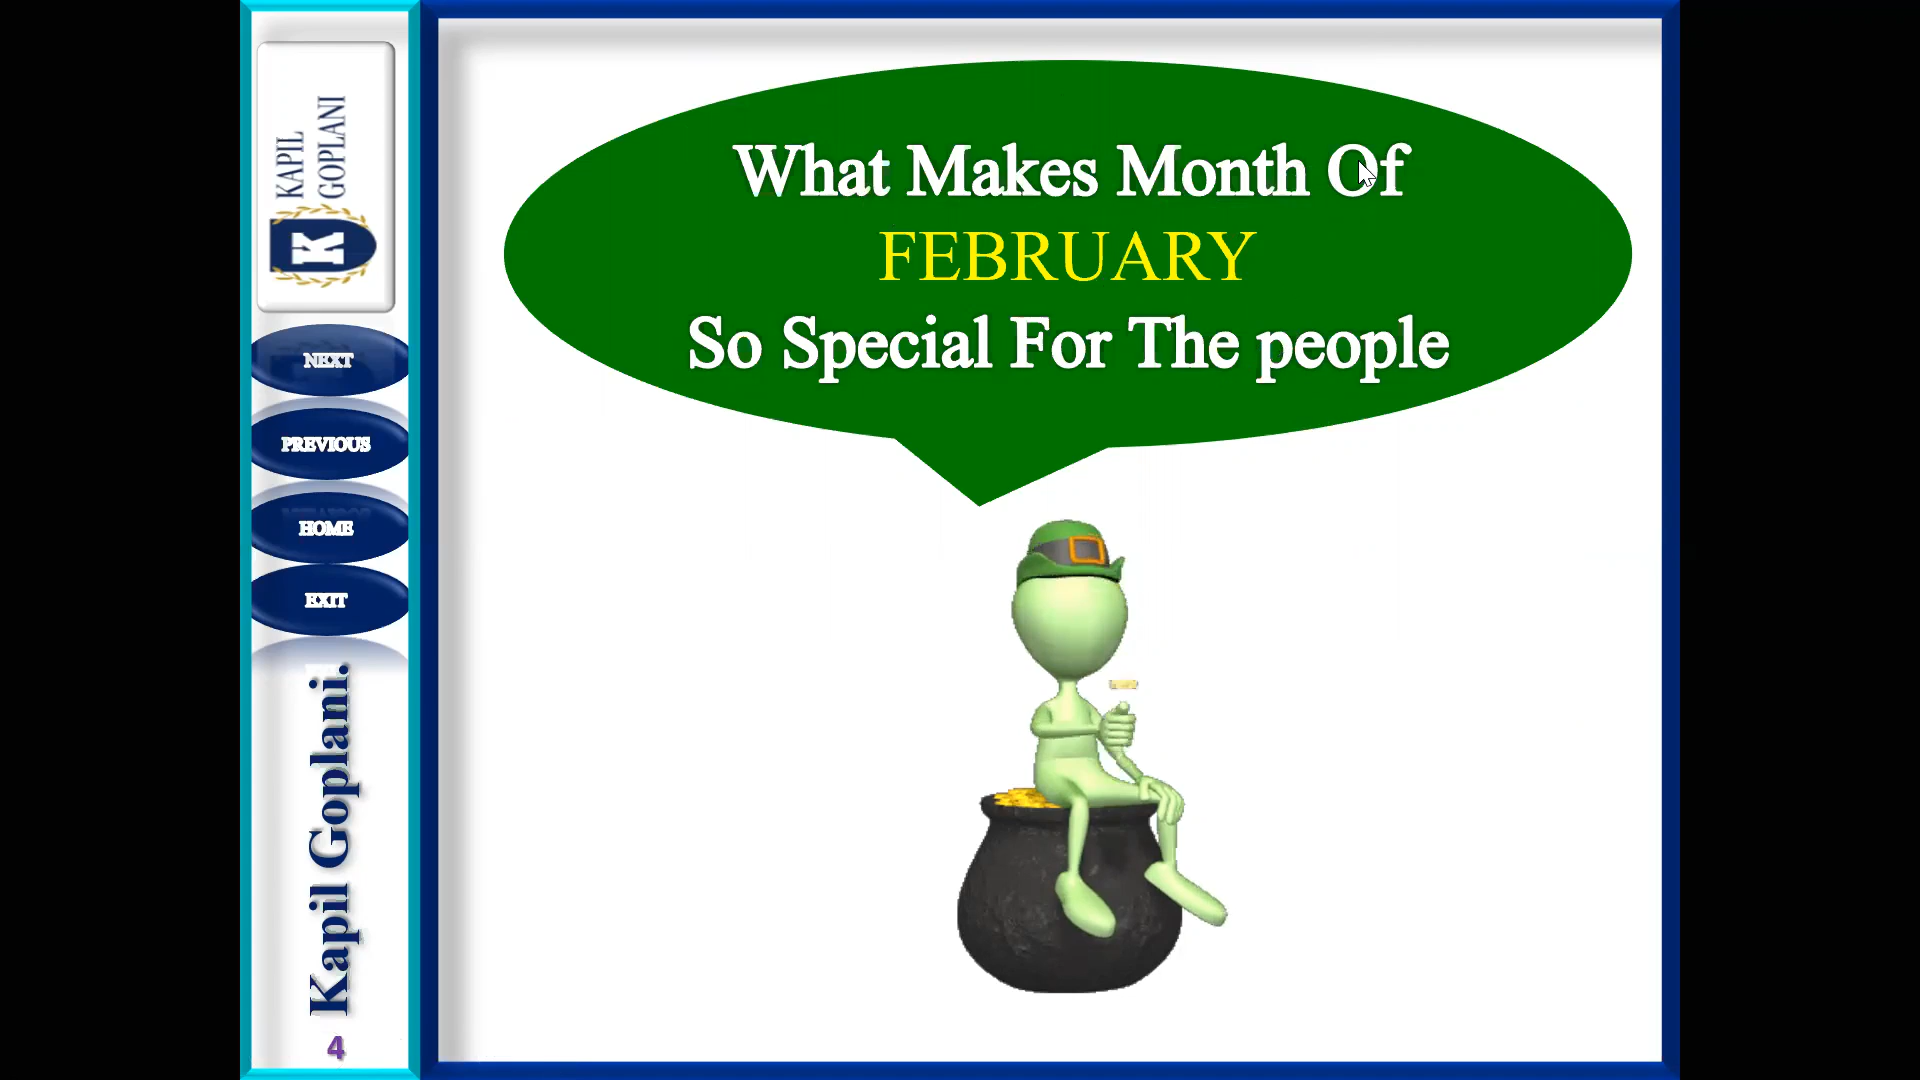 KAPIL
GOPLANI
K
NEXT
PREVIOUS
HOME
EXIT
Kapil Goplani.
4
What Makes Month Of
FEBRUARY
So Special For The people